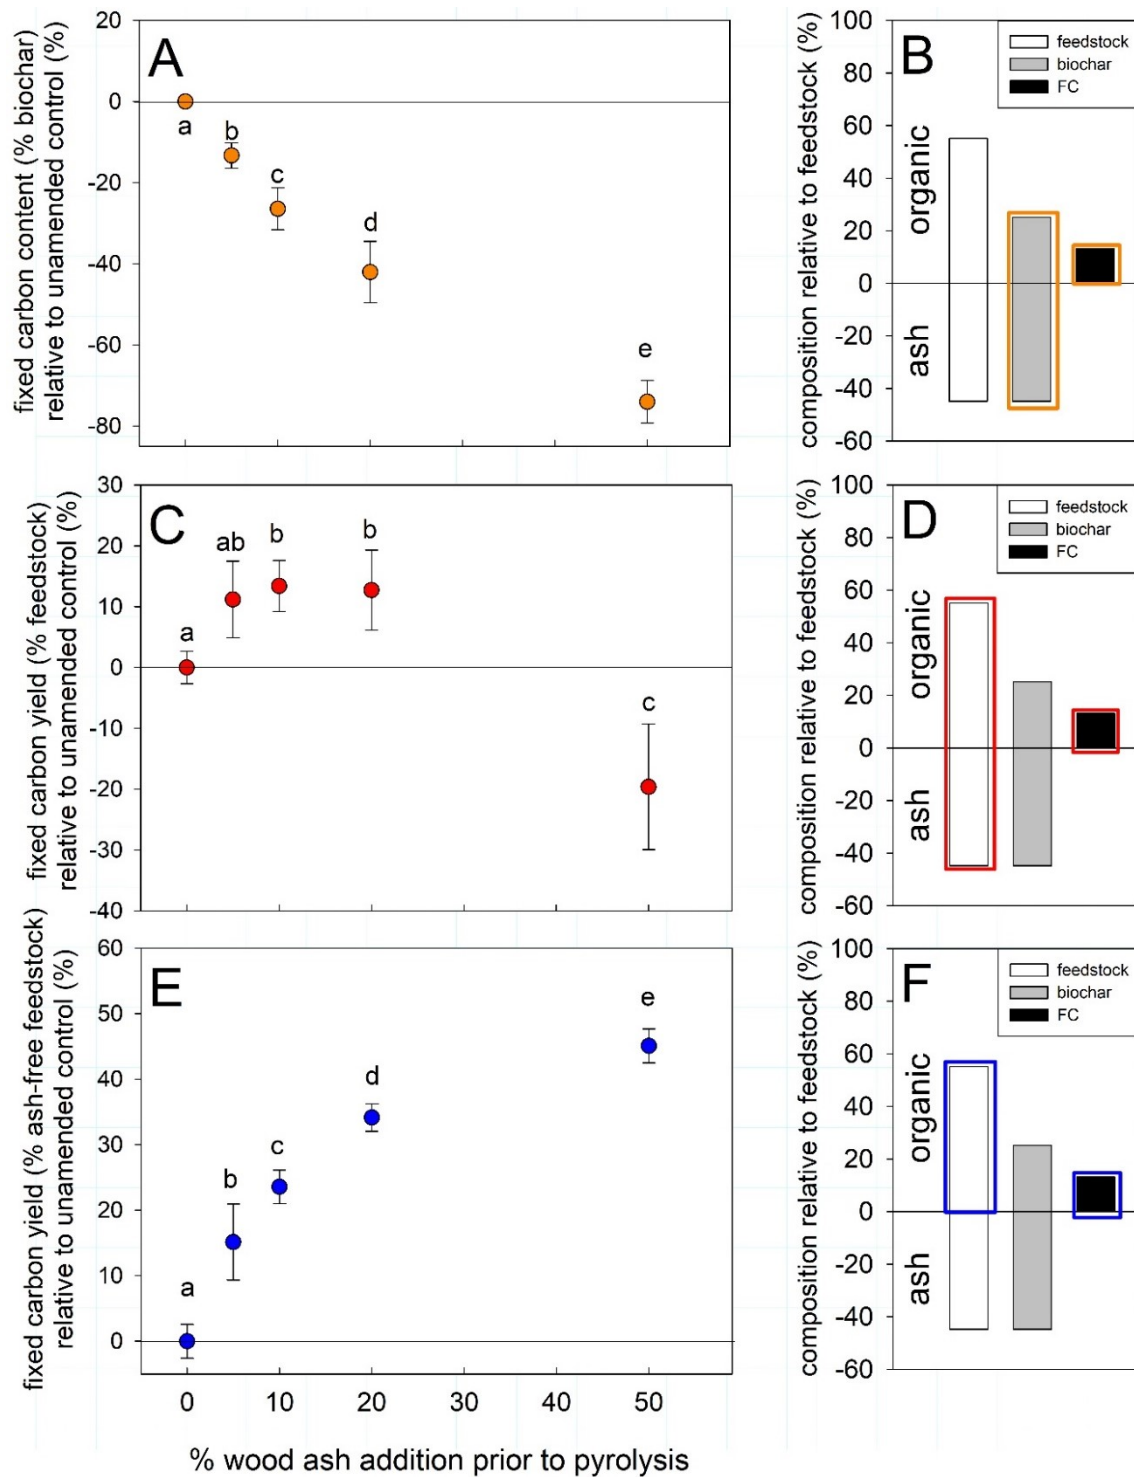 fixed carbon content (% biochar)
relative to unamended control (%)
20
0
-20
-40
-60
-80
A
a
b
c
d
e
composition relative to feedstock (%)
100
80
60
40
20
0
-20
-40
-60
B
feedstock
biochar
FC
organic
ash
fixed carbon yield (% feedstock)
relative to unamended control (%)
30
20
10
0
-10
-20
-30
-40
C
a
ab
b
b
c
composition relative to feedstock (%)
100
80
60
40
20
0
-20
-40
-60
D
feedstock
biochar
FC
organic
ash
fixed carbon yield (% ash-free feedstock)
relative to unamended control (%)
60
50
40
30
20
10
0
E
a
b
c
d
e
0 10 20 30 40 50
% wood ash addition prior to pyrolysis
composition relative to feedstock (%)
100
80
60
40
20
0
-20
-40
-60
F
feedstock
biochar
FC
organic
ash